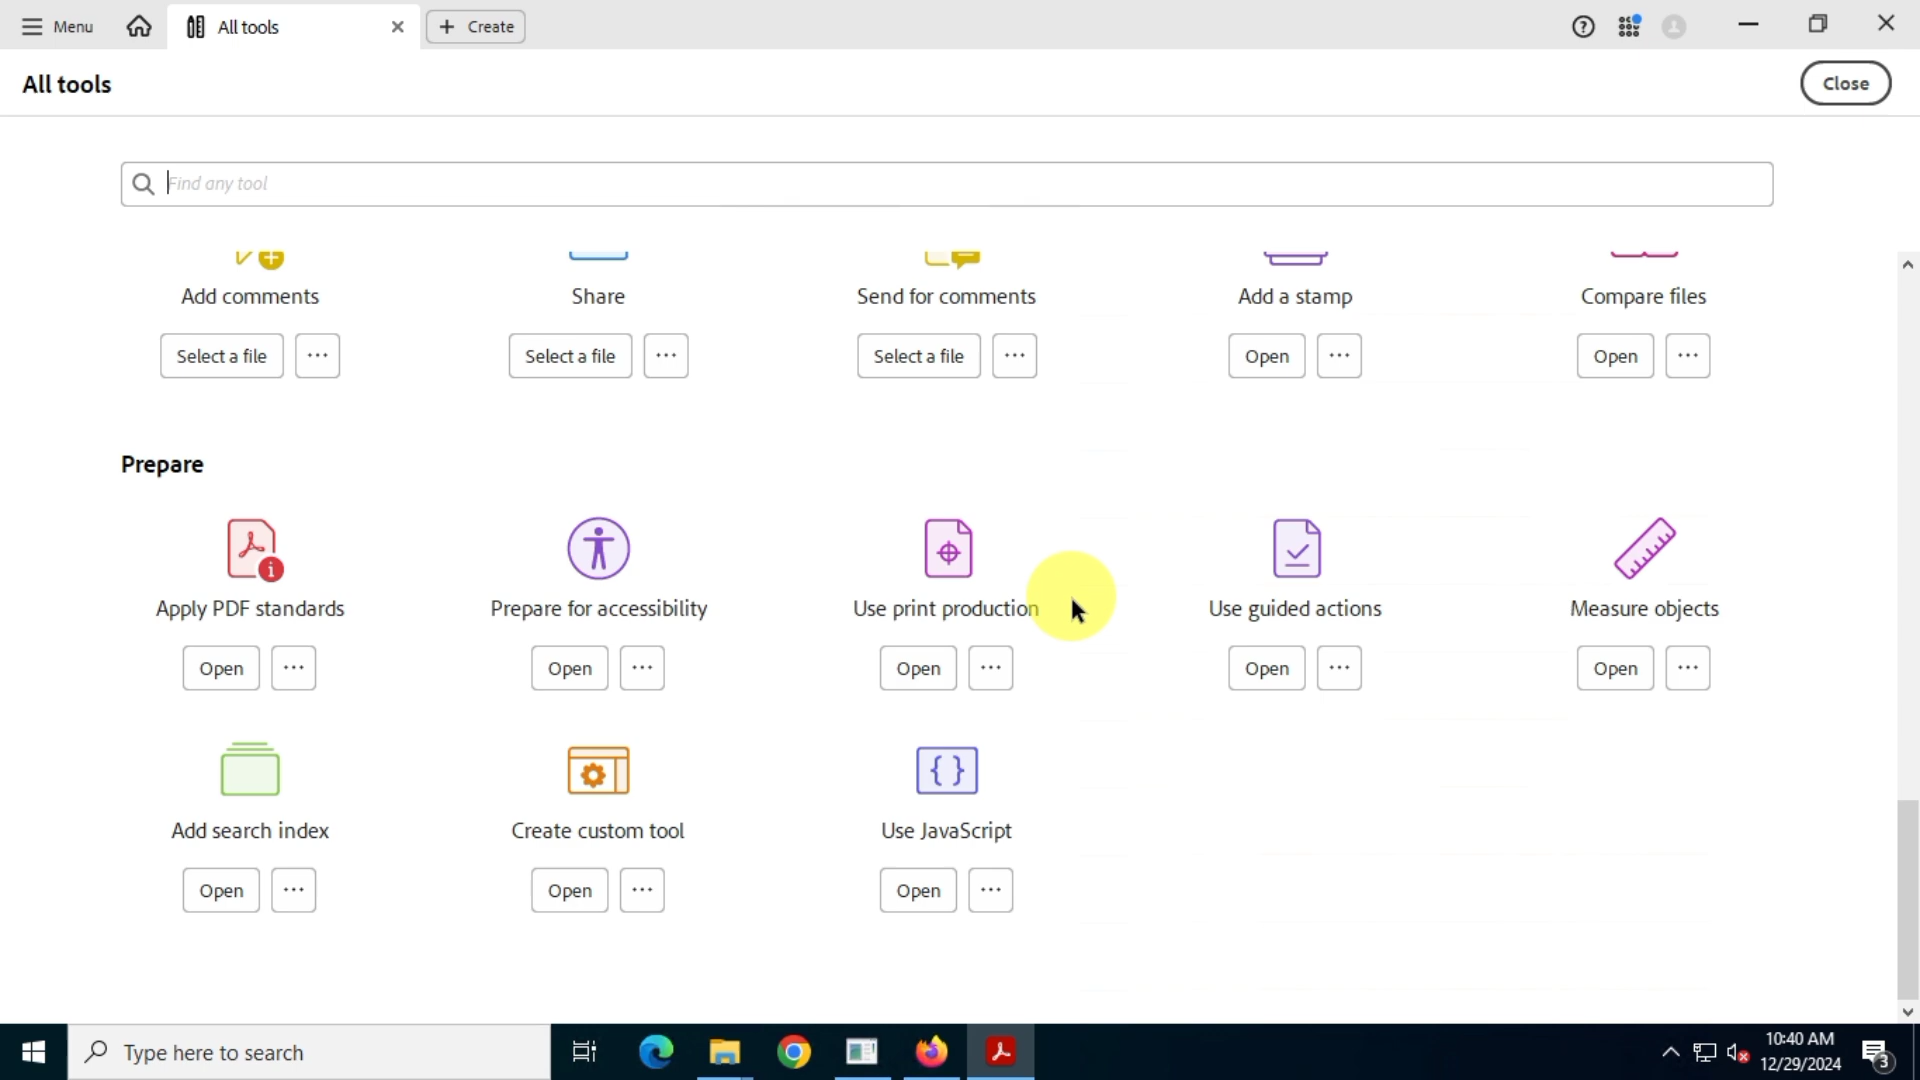 Menu
All tools
Create
All tools
Close
Find any tool
Add comments
Share
Send for comments
Add a stamp
Compare files
Select a file
Select a file
Select a file
Open
Open
Prepare
Apply PDF standards
Prepare for accessibility
Use print production
Use guided actions
Measure objects
Open
Open
Open
Open
Open
Add search index
Create custom tool
Use JavaScript
Open
Open
Open
Type here to search
10:40 AM
12/29/2024
3